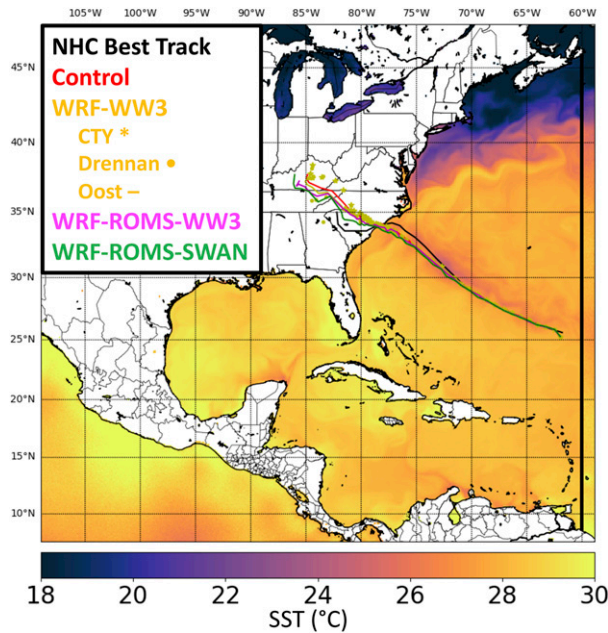 105°W 100°W 95°W 90°W 85°W 80°W 75°W 70°W 65°W 60°W
NHC Best Track
Control
WRF-WW3
CTY *
Drennan •
Oost –
WRF-ROMS-WW3
WRF-ROMS-SWAN
45°N
40°N
35°N
30°N
25°N
20°N
15°N
10°N
18 20 22 24 26 28 30
SST (°C)